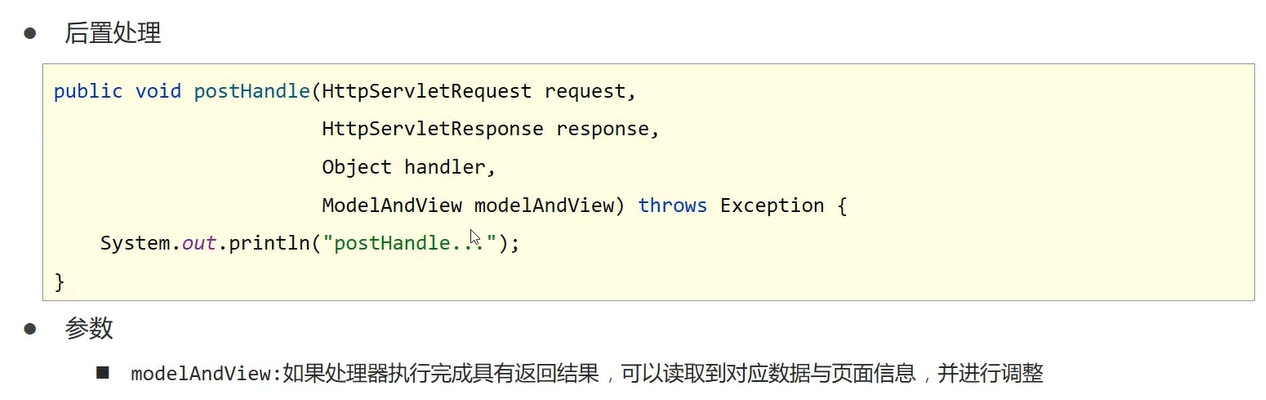 ● 后置处理
public void postHandle(HttpServletRequest request,
HttpServletResponse response,
Object handler,
ModelAndView modelAndView) throws Exception {
System.out.println("postHandle...");
}
● 参数
■ modelAndView:如果处理器执行完成具有返回结果，可以读取到对应数据与页面信息，并进行调整